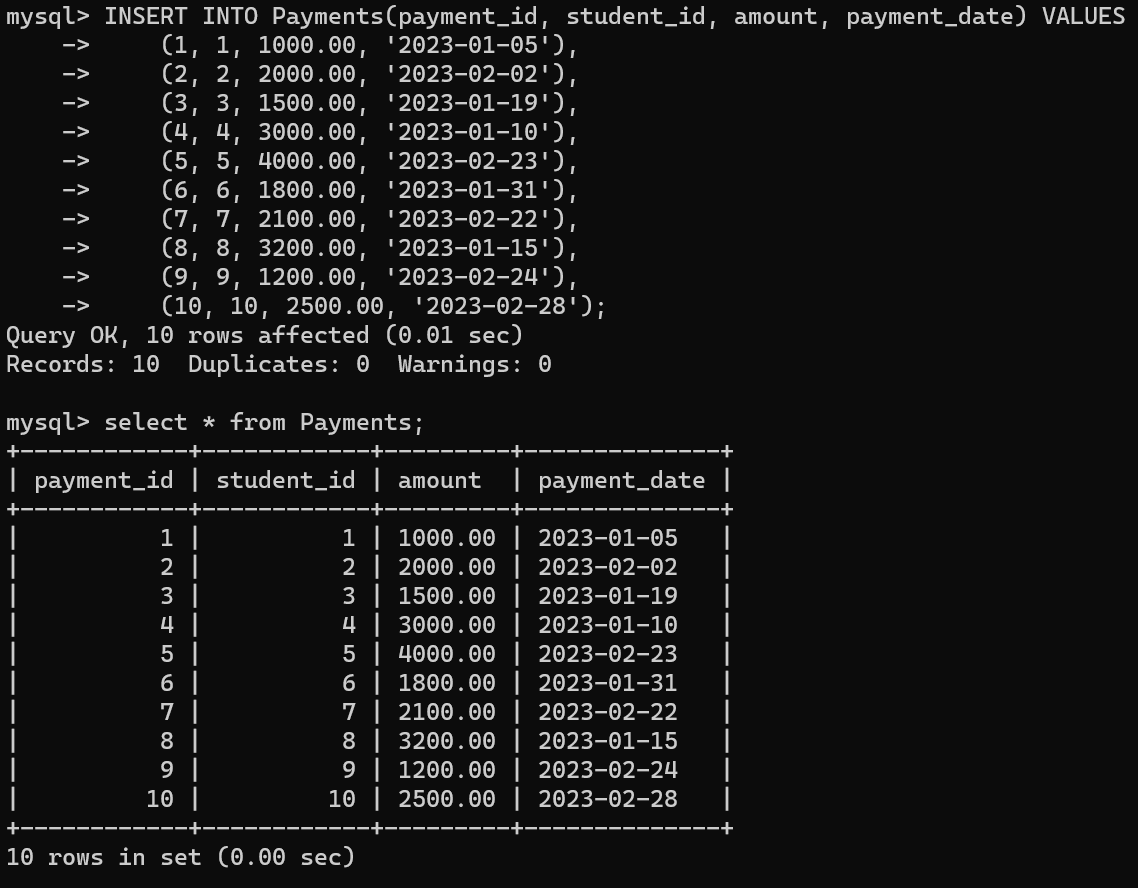 mysql> INSERT INTO Payments(payment_id, student_id, amount, payment_date) VALUES
    ->     (1, 1, 1000.00, '2023-01-05'),
    ->     (2, 2, 2000.00, '2023-02-02'),
    ->     (3, 3, 1500.00, '2023-01-19'),
    ->     (4, 4, 3000.00, '2023-01-10'),
    ->     (5, 5, 4000.00, '2023-02-23'),
    ->     (6, 6, 1800.00, '2023-01-31'),
    ->     (7, 7, 2100.00, '2023-02-22'),
    ->     (8, 8, 3200.00, '2023-01-15'),
    ->     (9, 9, 1200.00, '2023-02-24'),
    ->     (10, 10, 2500.00, '2023-02-28');
Query OK, 10 rows affected (0.01 sec)
Records: 10  Duplicates: 0  Warnings: 0

mysql> select * from Payments;
+------------+------------+---------+--------------+
| payment_id | student_id | amount  | payment_date |
+------------+------------+---------+--------------+
|          1 |          1 | 1000.00 | 2023-01-05   |
|          2 |          2 | 2000.00 | 2023-02-02   |
|          3 |          3 | 1500.00 | 2023-01-19   |
|          4 |          4 | 3000.00 | 2023-01-10   |
|          5 |          5 | 4000.00 | 2023-02-23   |
|          6 |          6 | 1800.00 | 2023-01-31   |
|          7 |          7 | 2100.00 | 2023-02-22   |
|          8 |          8 | 3200.00 | 2023-01-15   |
|          9 |          9 | 1200.00 | 2023-02-24   |
|         10 |         10 | 2500.00 | 2023-02-28   |
+------------+------------+---------+--------------+
10 rows in set (0.00 sec)